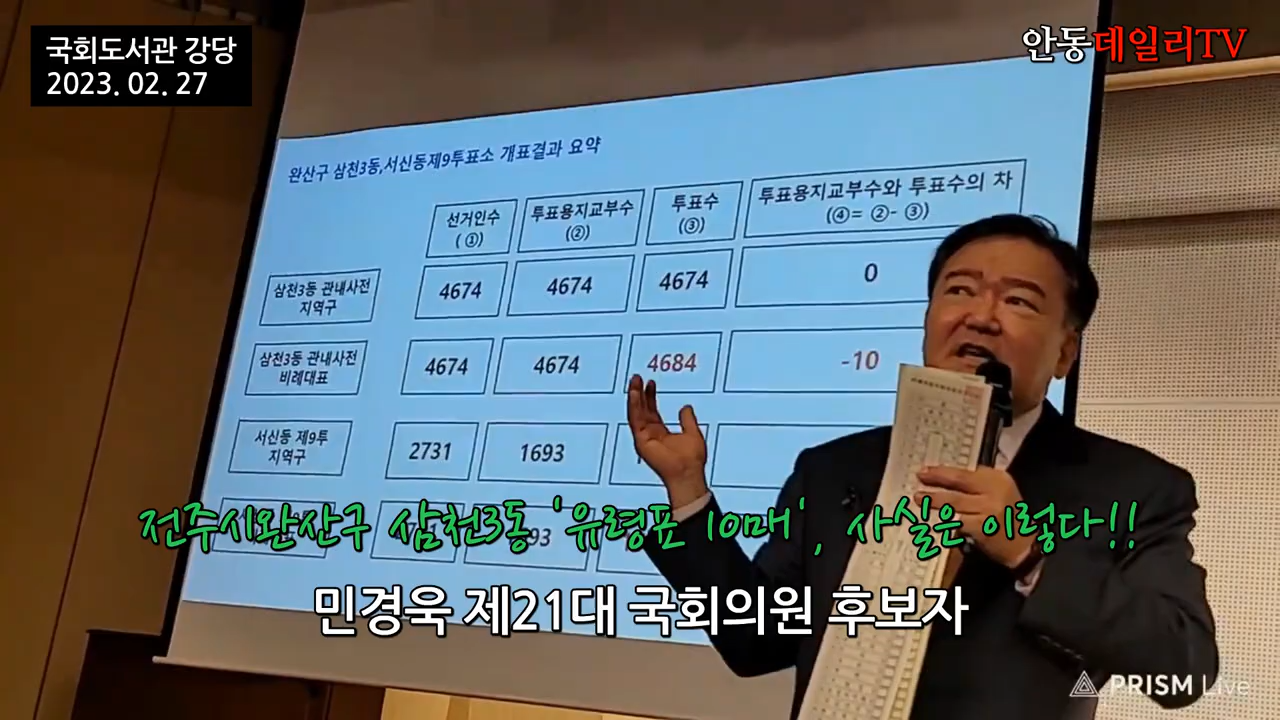 국회도서관 강당
2023. 02. 27
안동데일리TV
완산구 삼천3동,서신동제9투표소 개표결과 요약
선거인수
( ①)
투표용지교부수
(②)
투표수
(③)
투표용지교부수와 투표수의 차
(④= ②- ③)
삼천3동 관내사전
지역구
4674
4674
4674
0
삼천3동 관내사전
비례대표
4674
4674
4684
-10
서신동 제9투
지역구
2731
1693
전주시완산구 삼천3동 '유령표 10매', 사실은 이렇다!!
민경욱 제21대 국회의원 후보자
PRISM Live